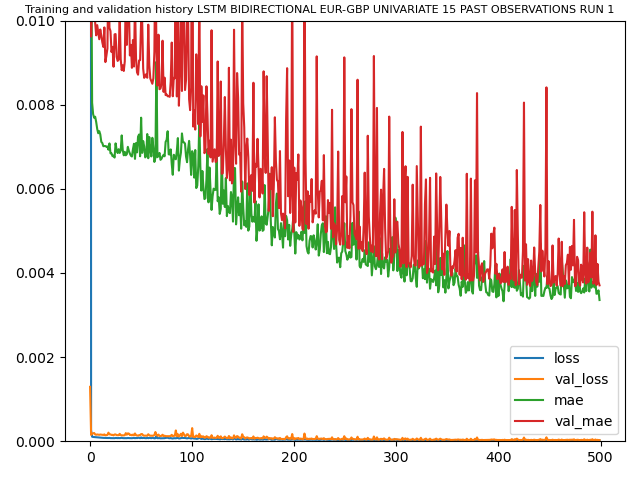 Training and validation history LSTM BIDIRECTIONAL EUR-GBP UNIVARIATE 15 PAST OBSERVATIONS RUN 1
0.010
0.008
0.006
0.004
0.002
0.000
loss
val_loss
mae
val_mae
0
100
200
300
400
500